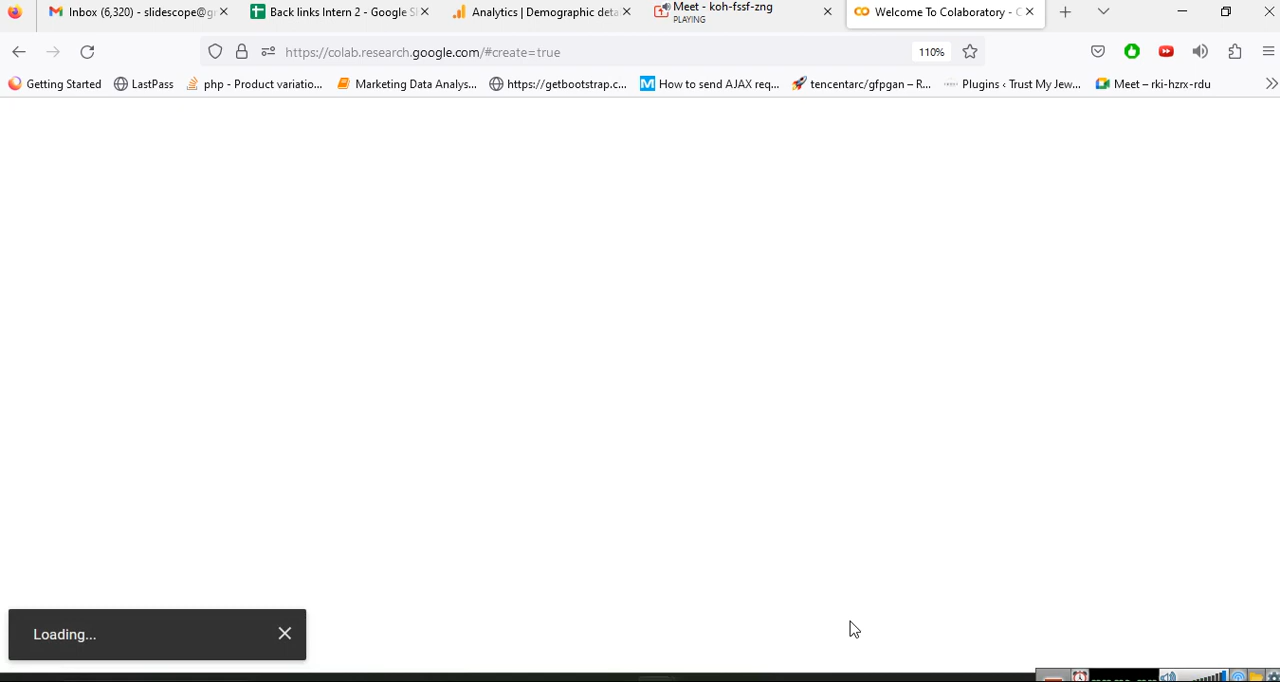 Inbox (6,320) - slidescope@g
Back links Intern 2 - Google S
Analytics | Demographic deta
Meet - koh-fssf-zng
PLAYING
Welcome To Colaboratory - C
https://colab.research.google.com/#create=true
110%
Getting Started
LastPass
php - Product variatio...
Marketing Data Analys...
https://getbootstrap.c...
How to send AJAX req...
tencentarc/gfpgan – R...
Plugins ‹ Trust My Jew...
Meet – rki-hzrx-rdu
Loading...